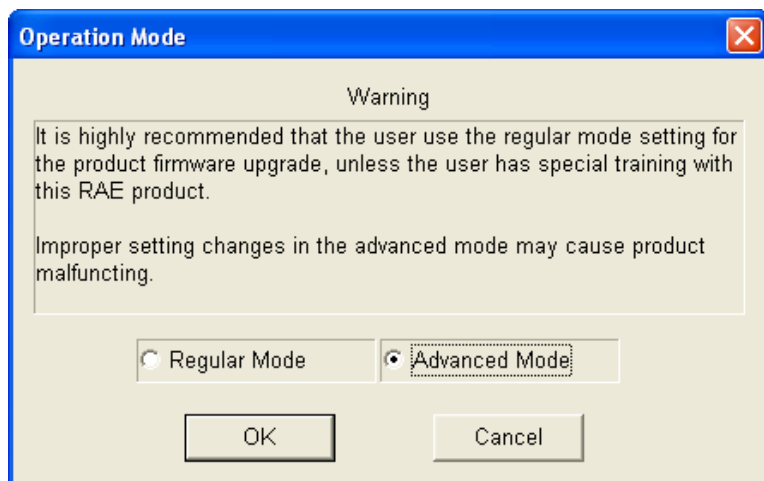 Operation Mode
Warning
It is highly recommended that the user use the regular mode setting for
the product firmware upgrade, unless the user has special training with
this RAE product.
Improper setting changes in the advanced mode may cause product
malfuncting.
Regular Mode
Advanced Mode
OK
Cancel